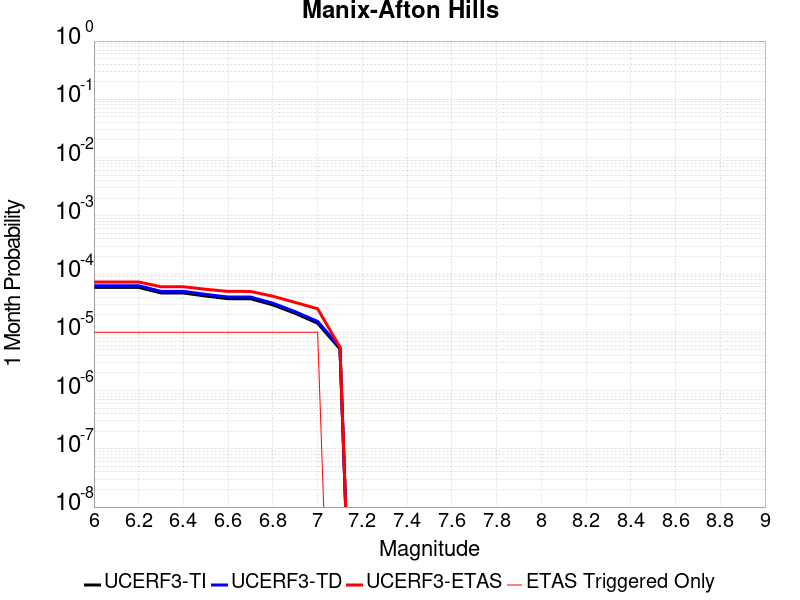 Manix-Afton Hills
1 Month Probability
10^0
10^-1
10^-2
10^-3
10^-4
10^-5
10^-6
10^-7
10^-8
6 6.2 6.4 6.6 6.8 7 7.2 7.4 7.6 7.8 8 8.2 8.4 8.6 8.8 9
Magnitude
UCERF3-TI UCERF3-TD UCERF3-ETAS ETAS Triggered Only